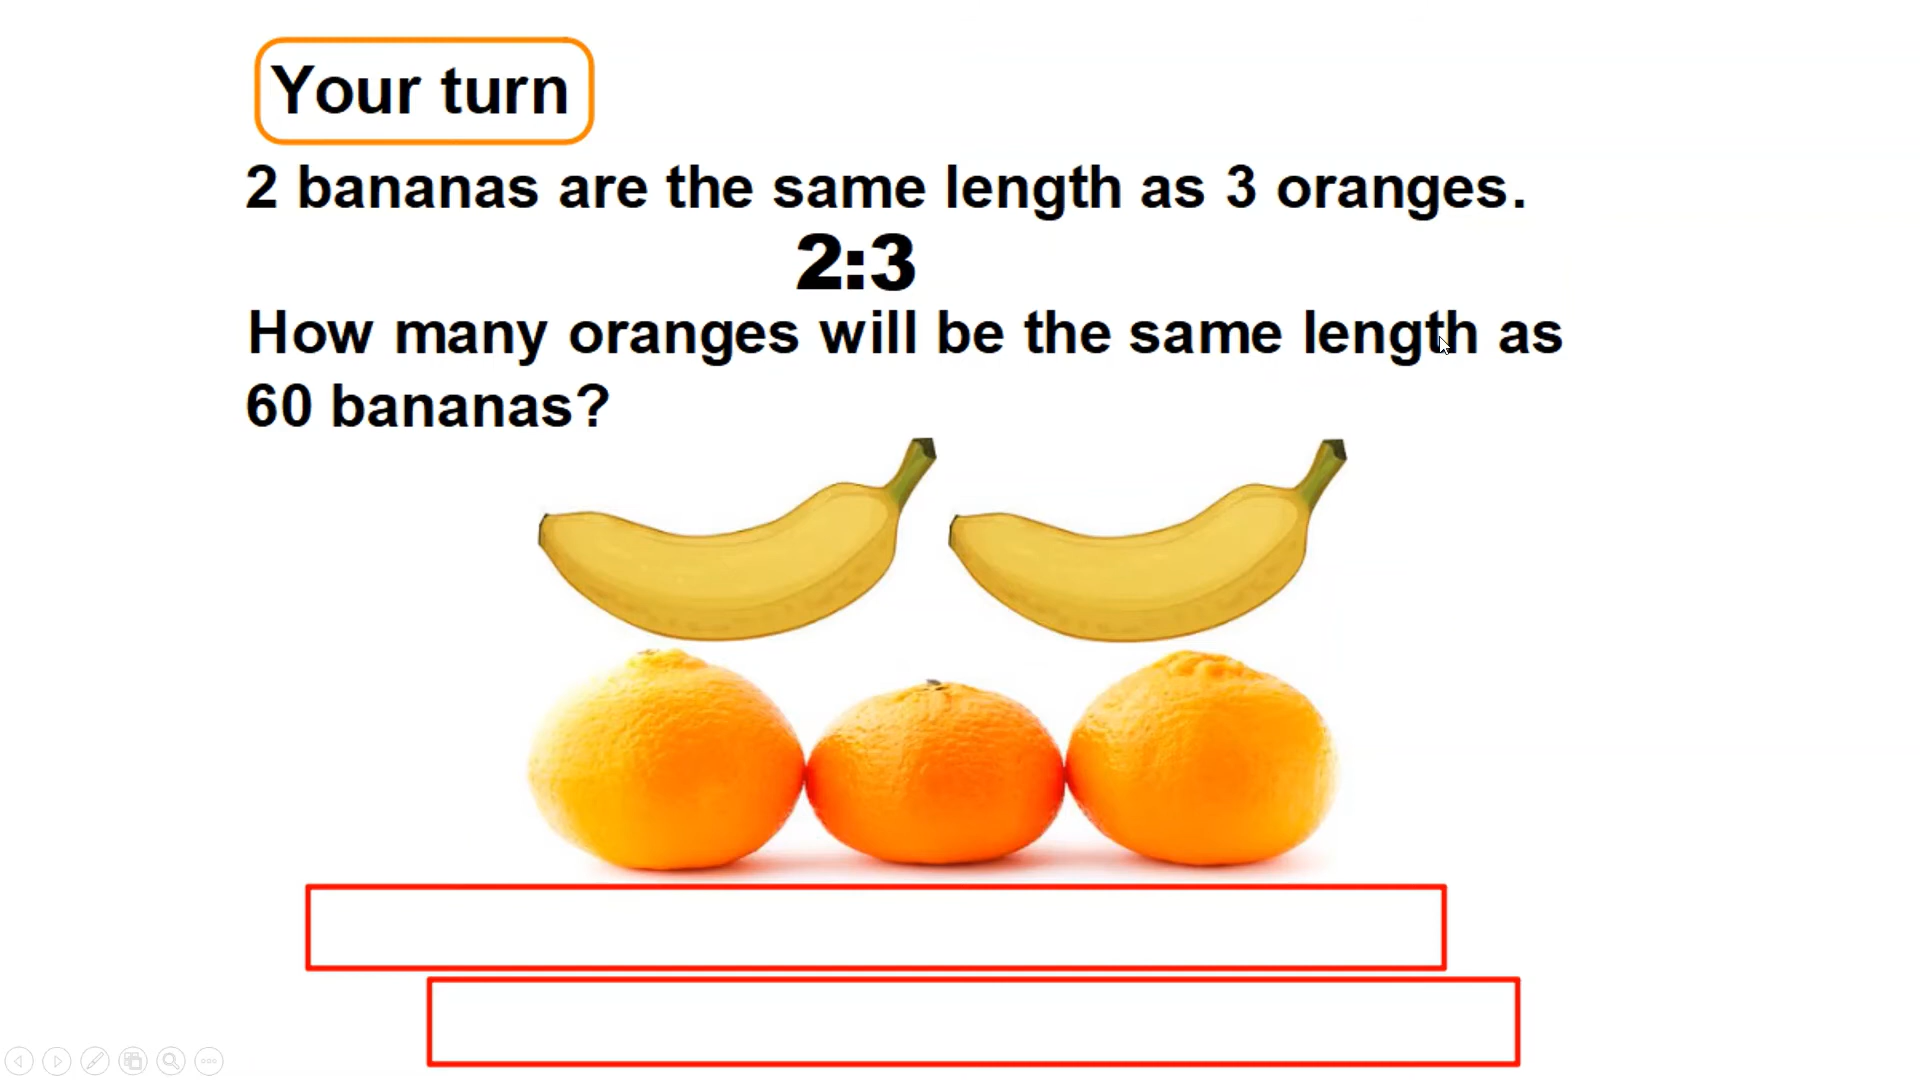 Your turn
2 bananas are the same length as 3 oranges.
2:3
How many oranges will be the same length as
60 bananas?